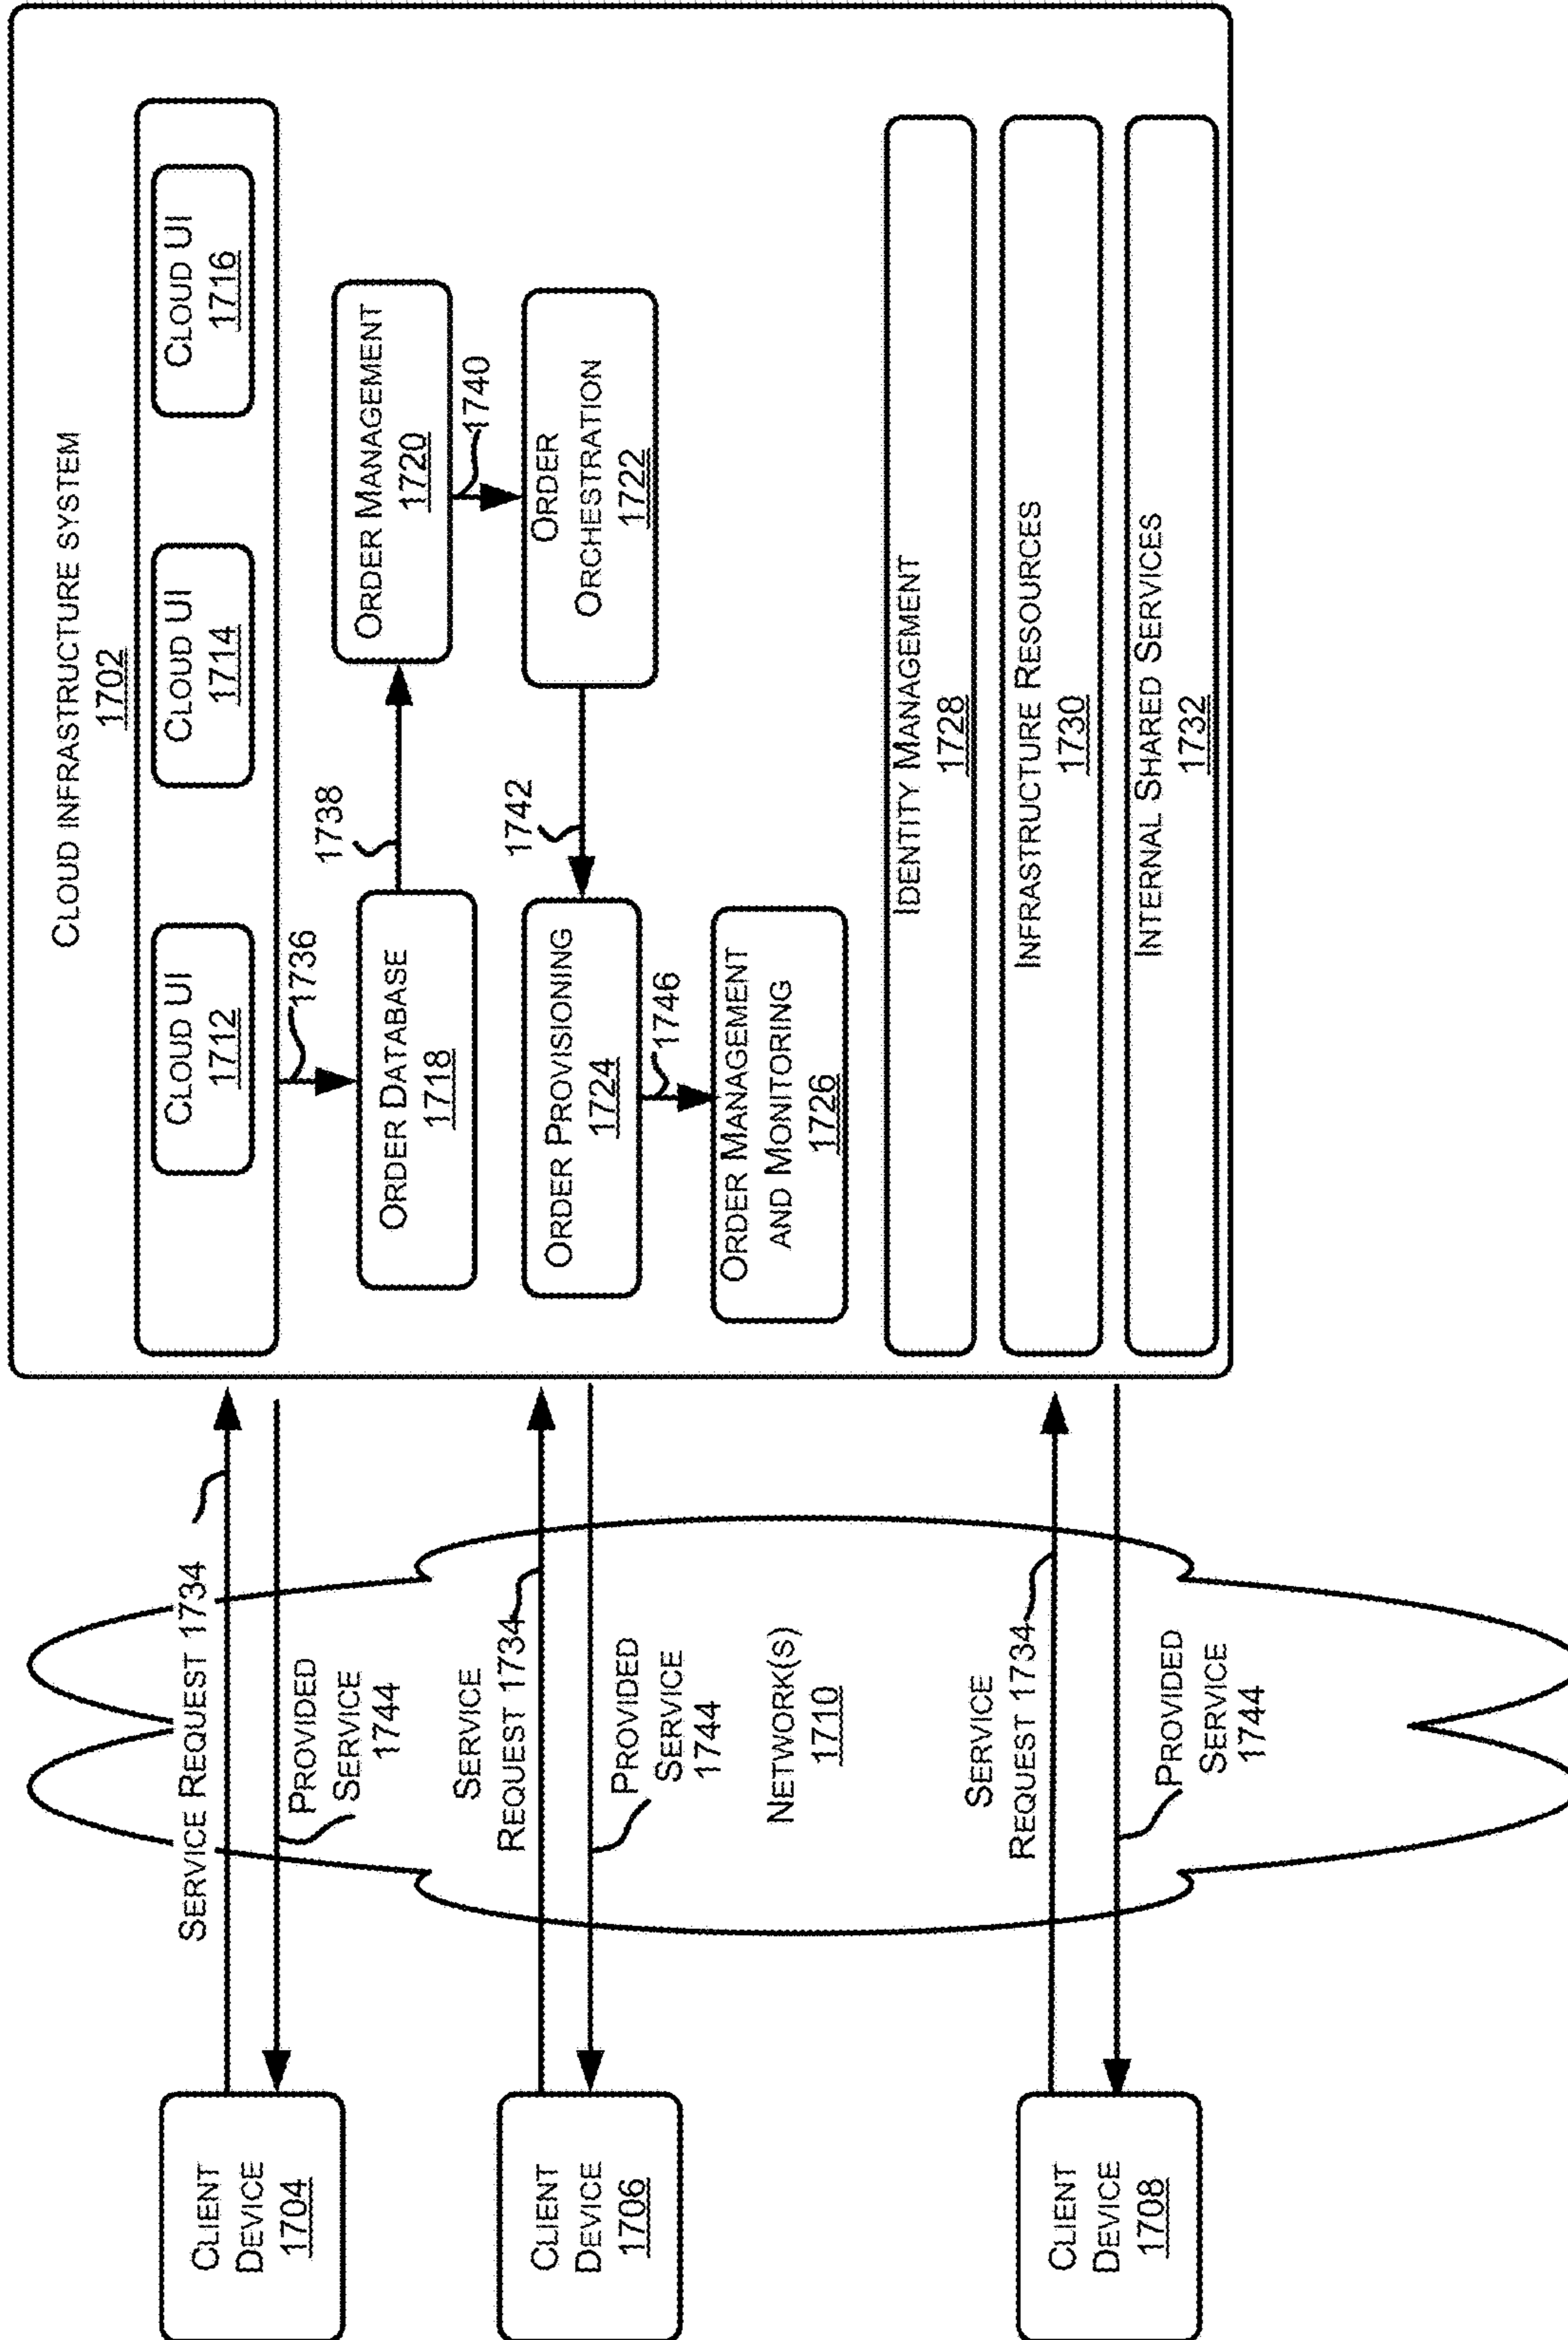 CLOUD INFRASTRUCTURE SYSTEM
1702
CLOUD UI
1712
CLOUD UI
1714
CLOUD UI
1716
1736
ORDER DATABASE
1718
1738
ORDER MANAGEMENT
1720
1740
ORDER
ORCHESTRATION
1722
1742
ORDER PROVISIONING
1724
1746
ORDER MANAGEMENT
AND MONITORING
1726
IDENTITY MANAGEMENT
1728
INFRASTRUCTURE RESOURCES
1730
INTERNAL SHARED SERVICES
1732
SERVICE REQUEST 1734
PROVIDED
SERVICE
1744
SERVICE
REQUEST 1734
PROVIDED
SERVICE
1744
NETWORK(S)
1710
SERVICE
REQUEST 1734
PROVIDED
SERVICE
1744
CLIENT
DEVICE
1704
CLIENT
DEVICE
1706
CLIENT
DEVICE
1708